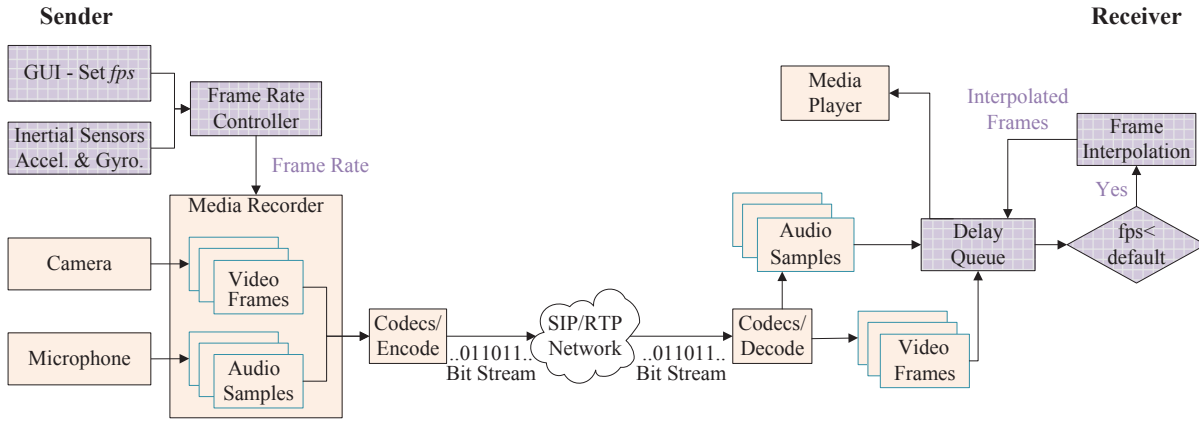 Sender
Receiver
GUI - Set fps
Inertial Sensors
Accel. & Gyro.
Frame Rate
Controller
Frame Rate
Media Recorder
Camera
Microphone
Video
Frames
Audio
Samples
Codecs/
Encode
..011011..
Bit Stream
SIP/RTP
Network
..011011..
Bit Stream
Codecs/
Decode
Audio
Samples
Video
Frames
Media
Player
Delay
Queue
Interpolated
Frames
Frame
Interpolation
Yes
fps<
default